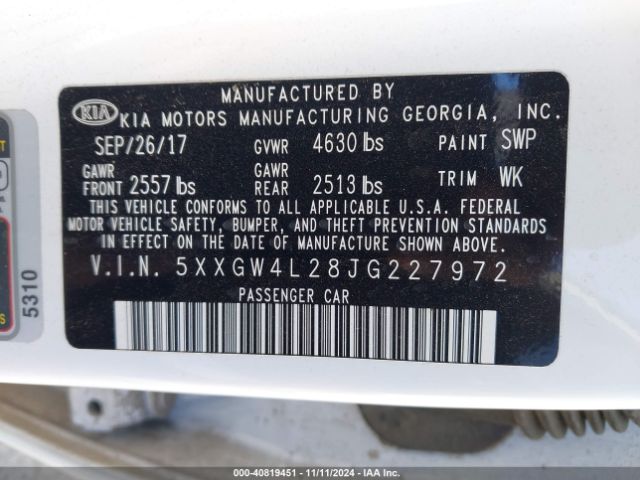 MANUFACTURED BY
KIA KIA MOTORS MANUFACTURING GEORGIA, INC.
SEP/26/17 GVWR 4630 lbs PAINT SWP
GAWR FRONT 2557 lbs GAWR REAR 2513 lbs TRIM WK
THIS VEHICLE CONFORMS TO ALL APPLICABLE U.S.A. FEDERAL
MOTOR VEHICLE SAFETY, BUMPER, AND THEFT PREVENTION STANDARDS
IN EFFECT ON THE DATE OF MANUFACTURE SHOWN ABOVE.
V.I.N. 5XXGW4L28JG227972
PASSENGER CAR
5310
000-40819451 - 11/11/2024 - IAA Inc.